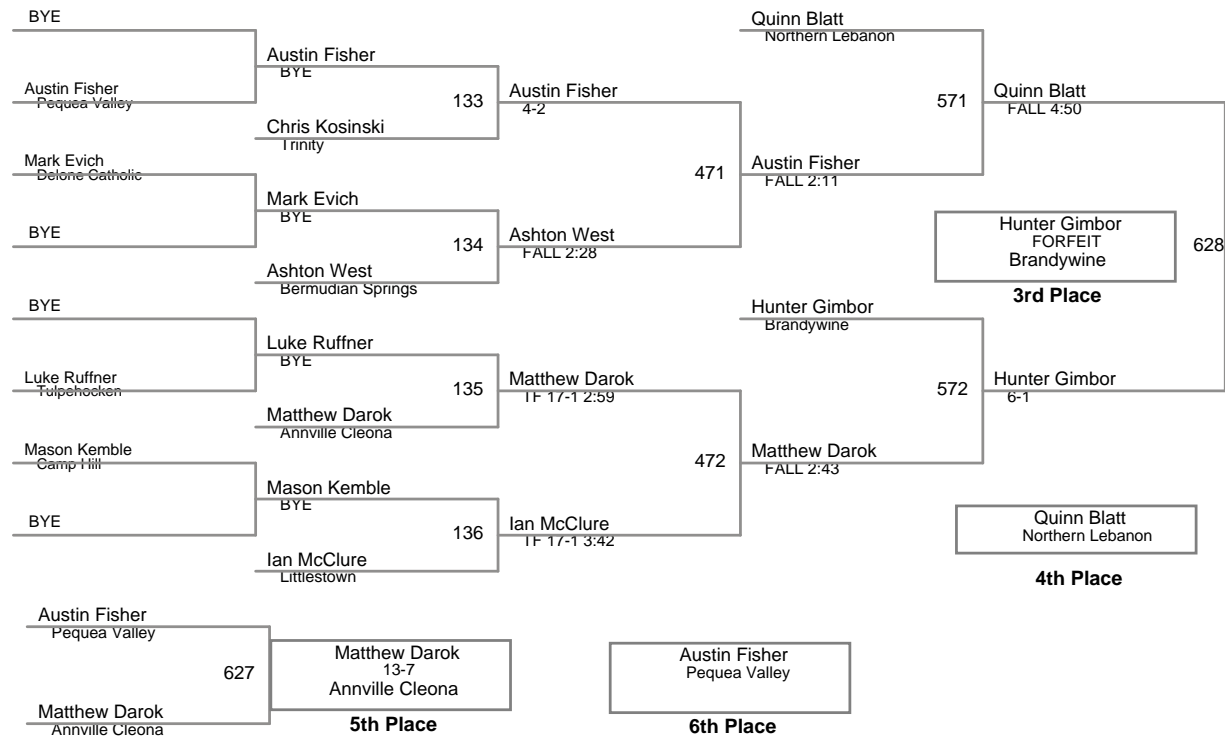 BYE
Austin Fisher
Pequea Valley
Mark Evich
Delone Catholic
BYE
BYE
Luke Ruffner
Tulpehocken
Mason Kemble
Camp Hill
BYE
Austin Fisher
BYE
133
Chris Kosinski
Trinity
Mark Evich
BYE
134
Ashton West
Bermudian Springs
Luke Ruffner
BYE
135
Matthew Darok
Annville Cleona
Mason Kemble
BYE
136
Ian McClure
Littlestown
Austin Fisher
4-2
471
Ashton West
FALL 2:28
Matthew Darok
TF 17-1 2:59
472
Ian McClure
TF 17-1 3:42
Quinn Blatt
Northern Lebanon
571
Austin Fisher
FALL 2:11
Hunter Gimbor
Brandywine
572
Matthew Darok
FALL 2:43
Quinn Blatt
FALL 4:50
628
Hunter Gimbor
6-1
Hunter Gimbor
FORFEIT
Brandywine
3rd Place
Quinn Blatt
Northern Lebanon
4th Place
Austin Fisher
Pequea Valley
627
Matthew Darok
Annville Cleona
Matthew Darok
13-7
Annville Cleona
5th Place
Austin Fisher
Pequea Valley
6th Place